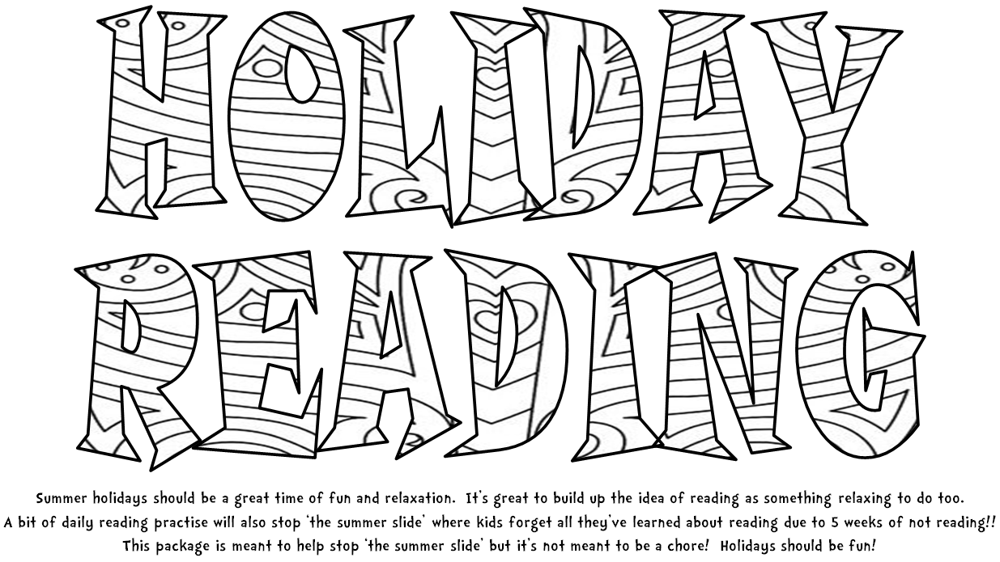 HOLIDAY
READING
Summer holidays should be a great time of fun and relaxation. It's great to build up the idea of reading as something relaxing to do too.
A bit of daily reading practise will also stop 'the summer slide' where kids forget all they've learned about reading due to 5 weeks of not reading!!
This package is meant to help stop 'the summer slide' but it's not meant to be a chore! Holidays should be fun!